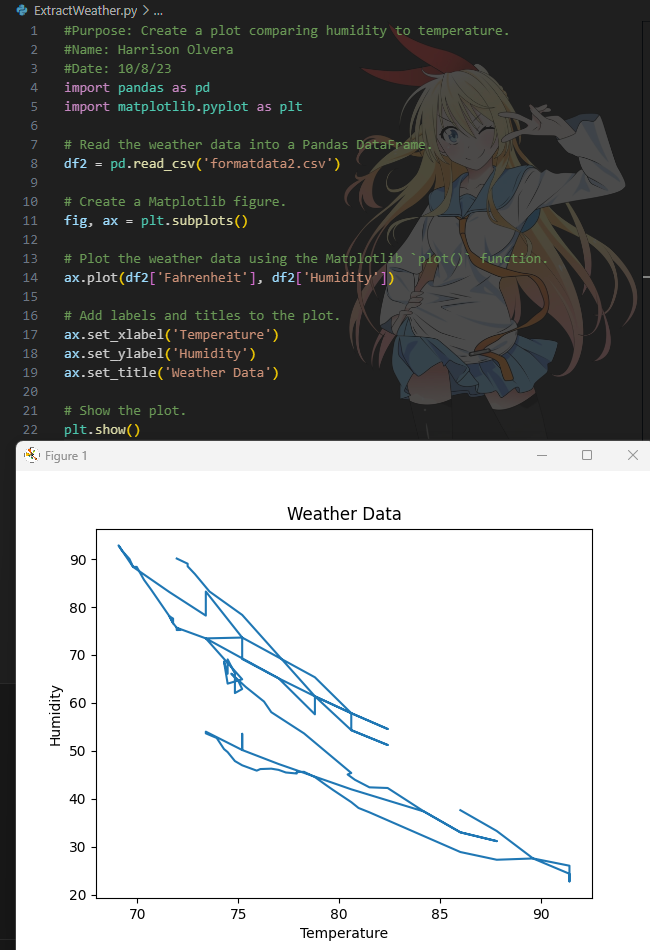 ExtractWeather.py > ...
1 #Purpose: Create a plot comparing humidity to temperature.
2 #Name: Harrison Olvera
3 #Date: 10/8/23
4 import pandas as pd
5 import matplotlib.pyplot as plt
6
7 # Read the weather data into a Pandas DataFrame.
8 df2 = pd.read_csv('formatdata2.csv')
9
10 # Create a Matplotlib figure.
11 fig, ax = plt.subplots()
12
13 # Plot the weather data using the Matplotlib `plot()` function.
14 ax.plot(df2['Fahrenheit'], df2['Humidity'])
15
16 # Add labels and titles to the plot.
17 ax.set_xlabel('Temperature')
18 ax.set_ylabel('Humidity')
19 ax.set_title('Weather Data')
20
21 # Show the plot.
22 plt.show()
Figure 1
Weather Data
90
80
70
60
50
40
30
20
Humidity
70 75 80 85 90
Temperature